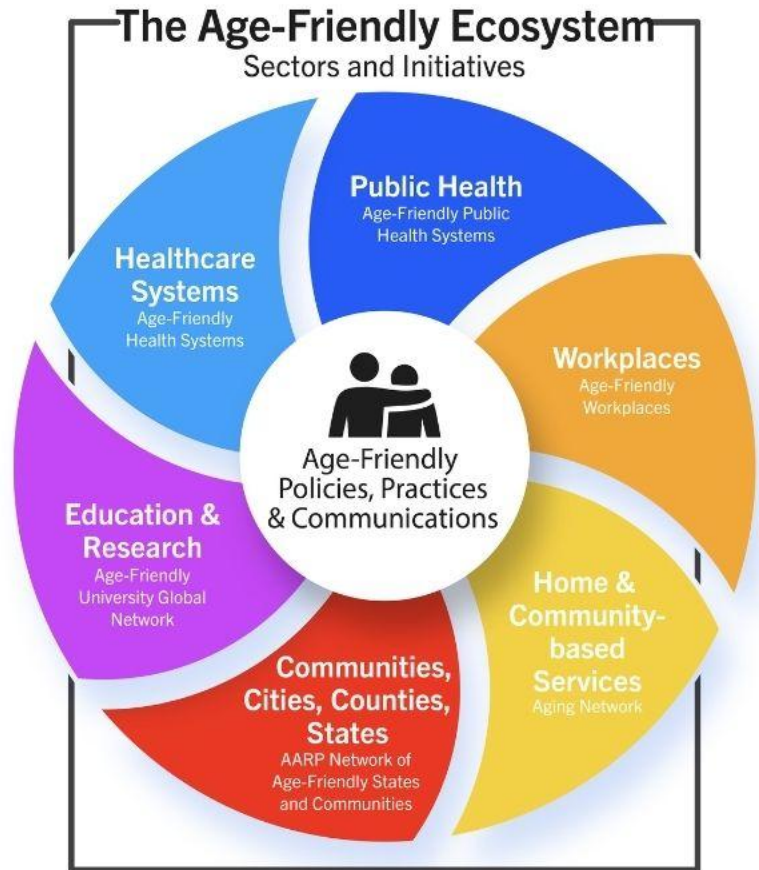 The Age-Friendly Ecosystem
Sectors and Initiatives
Public Health
Age-Friendly Public
Health Systems
Workplaces
Age-Friendly
Workplaces
Home &
Community-
based
Services
Aging Network
Communities,
Cities, Counties,
States
AARP Network of
Age-Friendly States
and Communities
Education &
Research
Age-Friendly
University Global
Network
Healthcare
Systems
Age-Friendly
Health Systems
Age-Friendly
Policies, Practices
& Communications